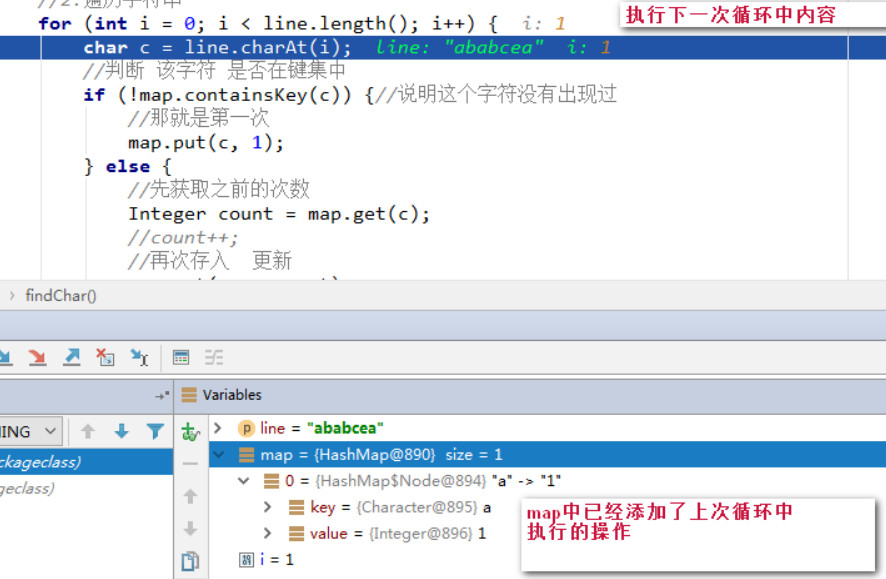 //2.遍历字符串
for (int i = 0; i < line.length(); i++) { i: 1
执行下一次循环中内容
char c = line.charAt(i); line: "ababcea" i: 1
//判断 该字符 是否在键集中
if (!map.containsKey(c)) {//说明这个字符没有出现过
//那就是第一次
map.put(c, 1);
} else {
//先获取之前的次数
Integer count = map.get(c);
//count++;
//再次存入 更新
findChar()
Variables
line = "ababcea"
map = {HashMap@890} size = 1
0 = {HashMap$Node@894} "a" -> "1"
key = {Character@895} a
value = {Integer@896} 1
i = 1
ING
ckageclass)
geclass)
map中已经添加了上次循环中
执行的操作